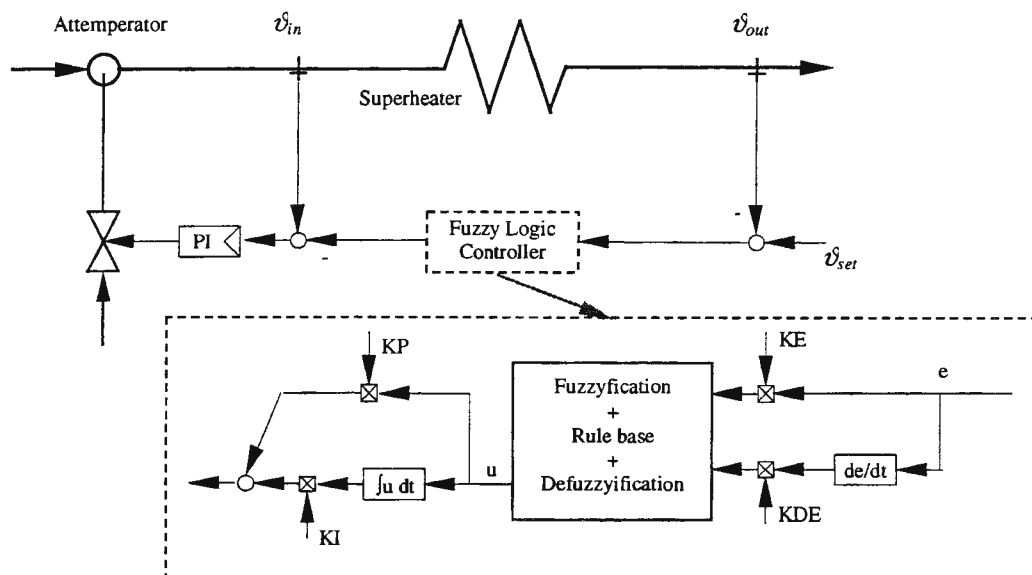 Attemperator
ϑin
ϑout
Superheater
PI
-
Fuzzy Logic
Controller
-
ϑset
KP
KE
e
Fuzzyfication
+
Rule base
+
Defuzzyification
u
∫u dt
de/dt
KI
KDE